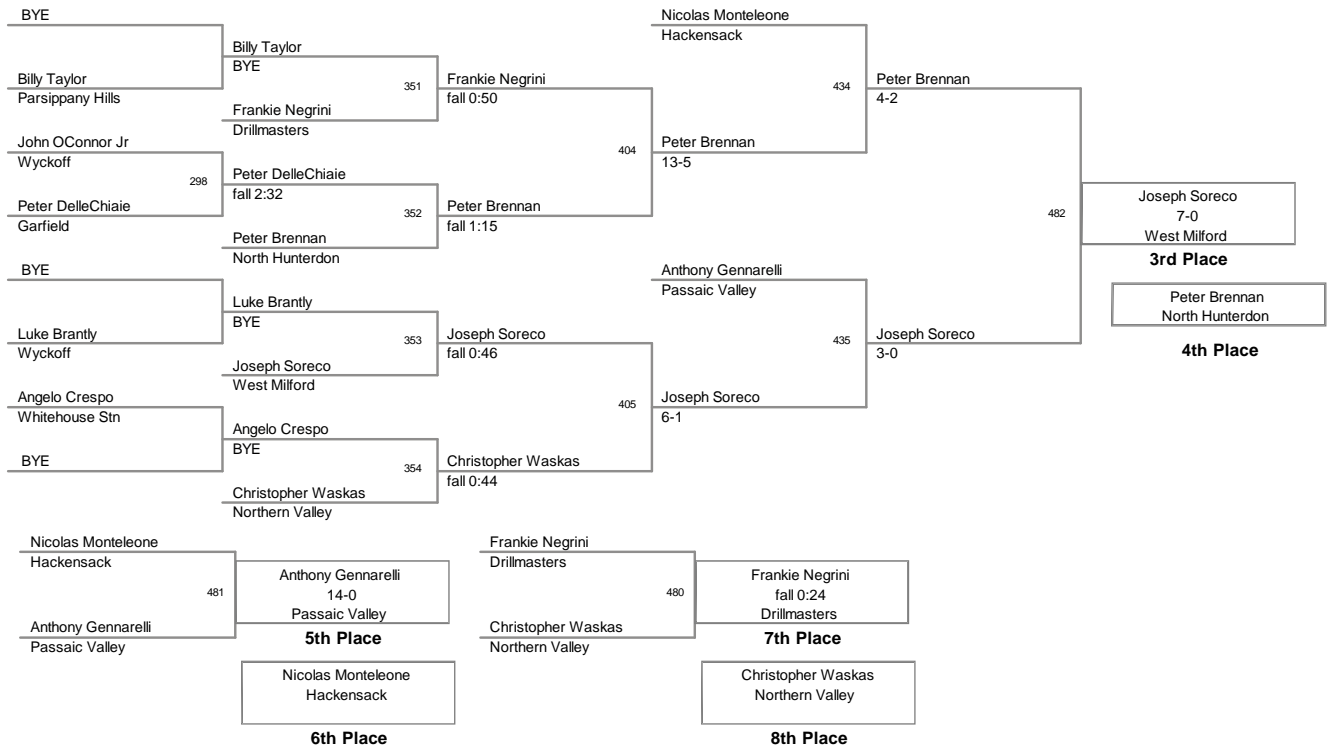 BYE
Billy Taylor
Parsippany Hills
John OConnor Jr
Wyckoff
298
Peter DelleChiaie
Garfield
BYE
Luke Brantly
Wyckoff
Angelo Crespo
Whitehouse Stn
BYE
Billy Taylor
BYE
351
Frankie Negrini
Drillmasters
Peter DelleChiaie
fall 2:32
352
Peter Brennan
North Hunterdon
Luke Brantly
BYE
353
Joseph Soreco
West Milford
Angelo Crespo
BYE
354
Christopher Waskas
Northern Valley
Frankie Negrini
fall 0:50
404
Peter Brennan
fall 1:15
Joseph Soreco
fall 0:46
405
Christopher Waskas
fall 0:44
Nicolas Monteleone
Hackensack
434
Peter Brennan
13-5
Anthony Gennarelli
Passaic Valley
435
Joseph Soreco
6-1
Peter Brennan
4-2
482
Joseph Soreco
3-0
Joseph Soreco
7-0
West Milford
3rd Place
Peter Brennan
North Hunterdon
4th Place
Nicolas Monteleone
Hackensack
481
Anthony Gennarelli
Passaic Valley
Anthony Gennarelli
14-0
Passaic Valley
5th Place
Nicolas Monteleone
Hackensack
6th Place
Frankie Negrini
Drillmasters
480
Christopher Waskas
Northern Valley
Frankie Negrini
fall 0:24
Drillmasters
7th Place
Christopher Waskas
Northern Valley
8th Place